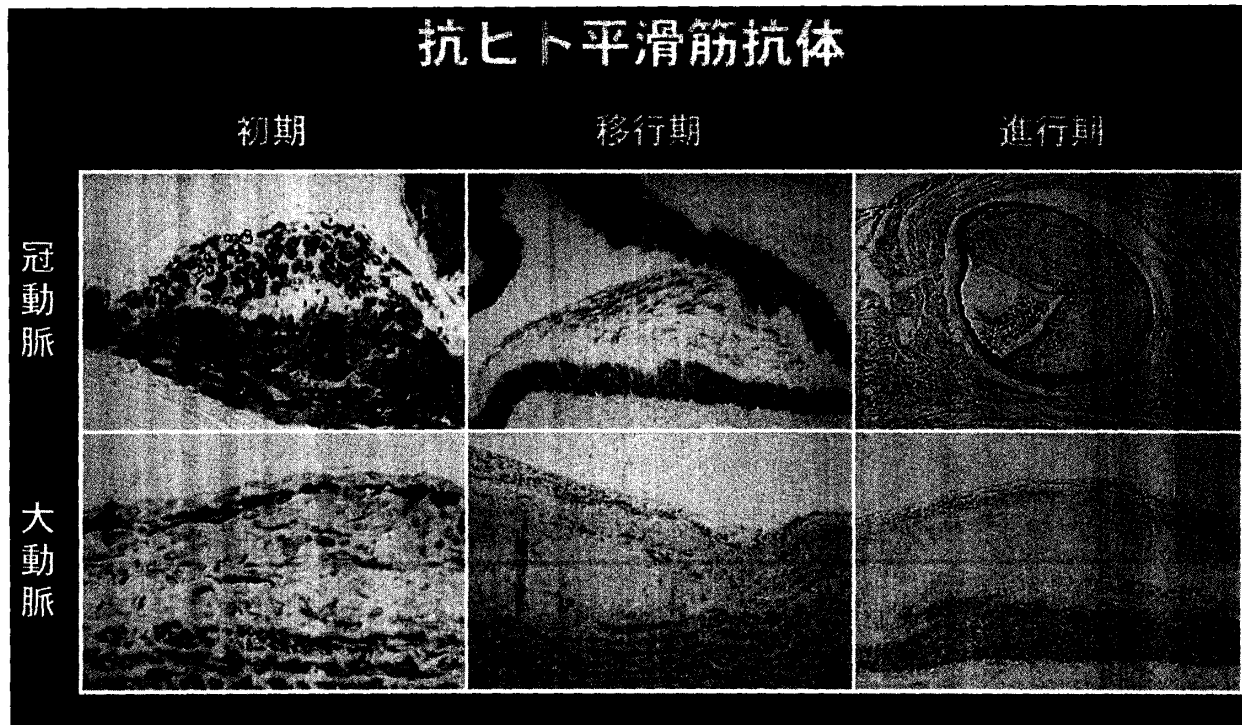 抗ヒト平滑筋抗体
初期
移行期
進行期
冠動脈
大動脈